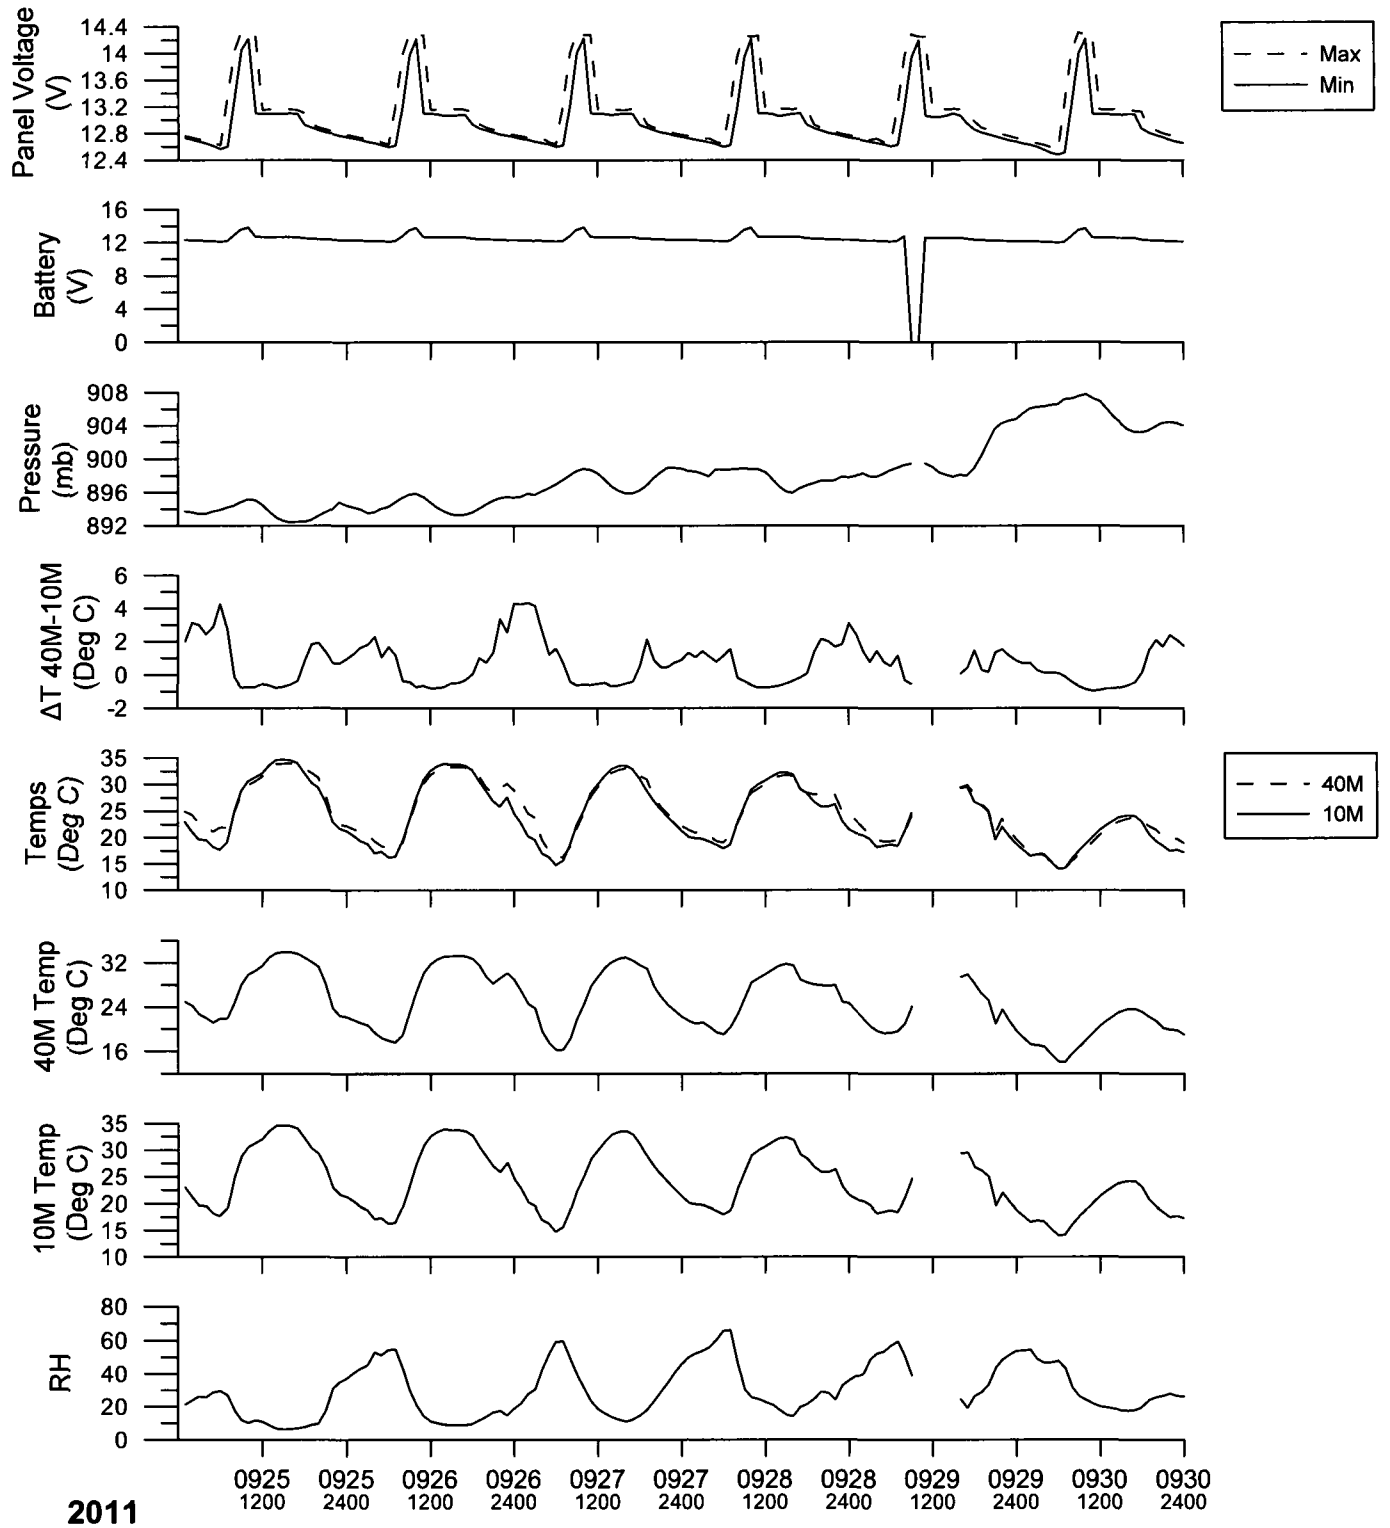 Panel Voltage
(V)
14.4
14
13.6
13.2
12.8
12.4
Max
Min
Battery
(V)
16
12
8
4
0
Pressure
(mb)
908
904
900
896
892
ΔT 40M-10M
(Deg C)
6
4
2
0
-2
Temps
(Deg C)
35
30
25
20
15
10
40M
10M
40M Temp
(Deg C)
32
24
16
10M Temp
(Deg C)
35
30
25
20
15
10
RH
80
60
40
20
0
0925 0925 0926 0926 0927 0927 0928 0928 0929 0929 0930 0930
1200 2400 1200 2400 1200 2400 1200 2400 1200 2400 1200 2400
2011